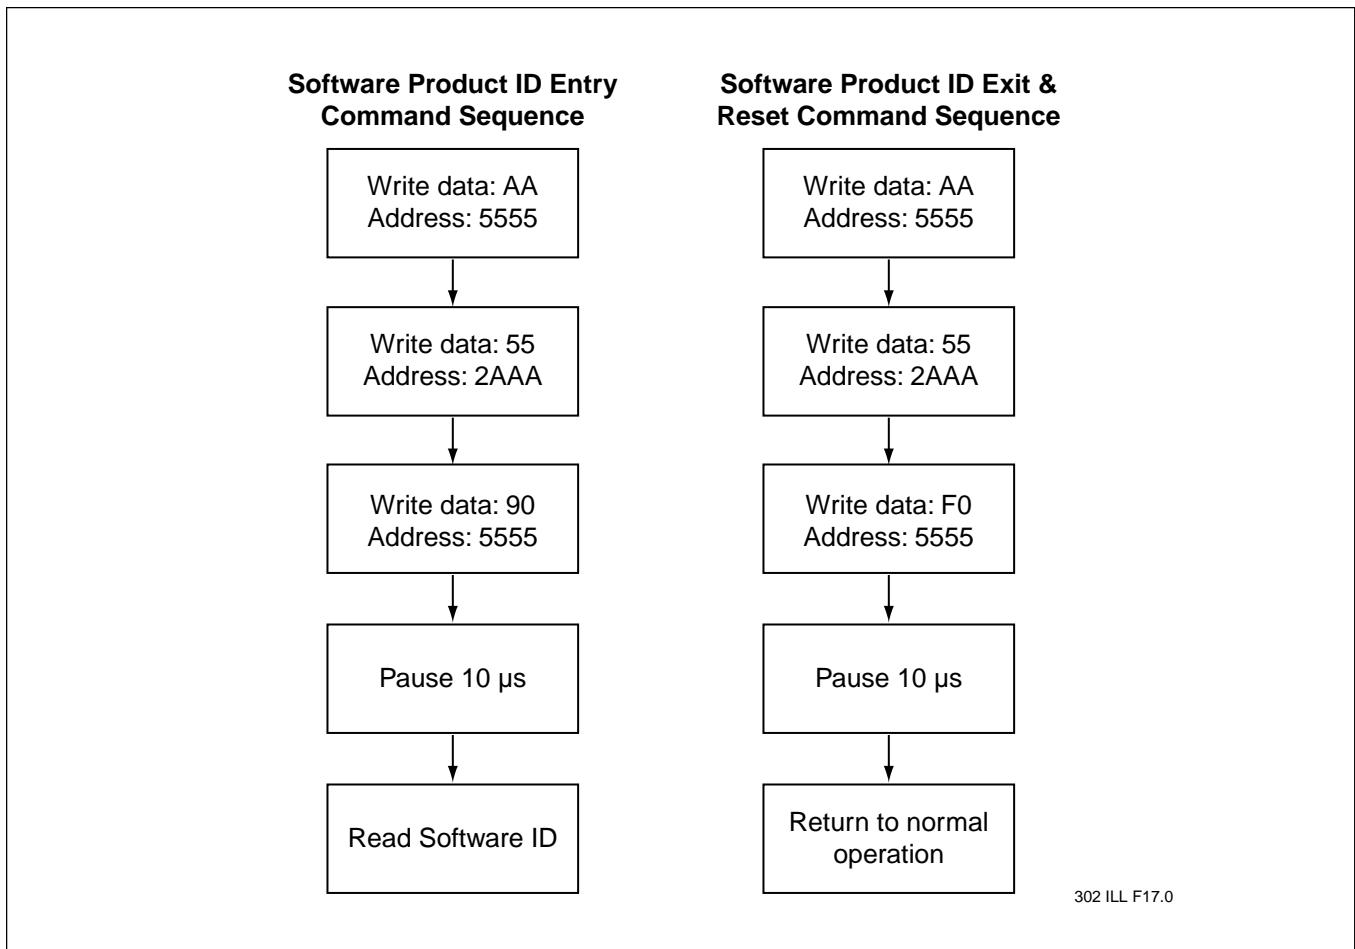 Software Product ID Entry
Command Sequence
Write data: AA
Address: 5555
Write data: 55
Address: 2AAA
Write data: 90
Address: 5555
Pause 10 µs
Read Software ID
Software Product ID Exit &
Reset Command Sequence
Write data: AA
Address: 5555
Write data: 55
Address: 2AAA
Write data: F0
Address: 5555
Pause 10 µs
Return to normal
operation
302 ILL F17.0